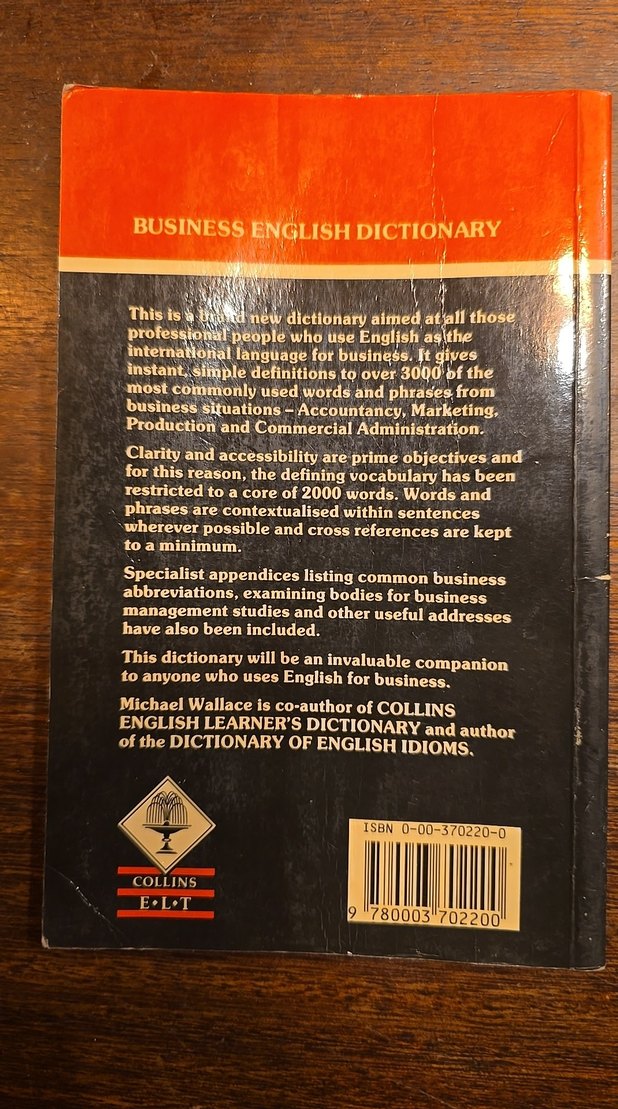 BUSINESS ENGLISH DICTIONARY
This is a brand new dictionary aimed at all those
professional people who use English as the
international language for business. It gives
instant, simple definitions to over 3000 of the
most commonly used words and phrases from
business situations – Accountancy, Marketing,
Production and Commercial Administration.
Clarity and accessibility are prime objectives and
for this reason, the defining vocabulary has been
restricted to a core of 2000 words. Words and
phrases are contextualised within sentences
wherever possible and cross references are kept
to a minimum.
Specialist appendices listing common business
abbreviations, examining bodies for business
management studies and other useful addresses
have also been included.
This dictionary will be an invaluable companion
to anyone who uses English for business.
Michael Wallace is co-author of COLLINS
ENGLISH LEARNER'S DICTIONARY and author
of the DICTIONARY OF ENGLISH IDIOMS.
COLLINS
E•L•T
ISBN 0-00-370220-0
9 780003 702200